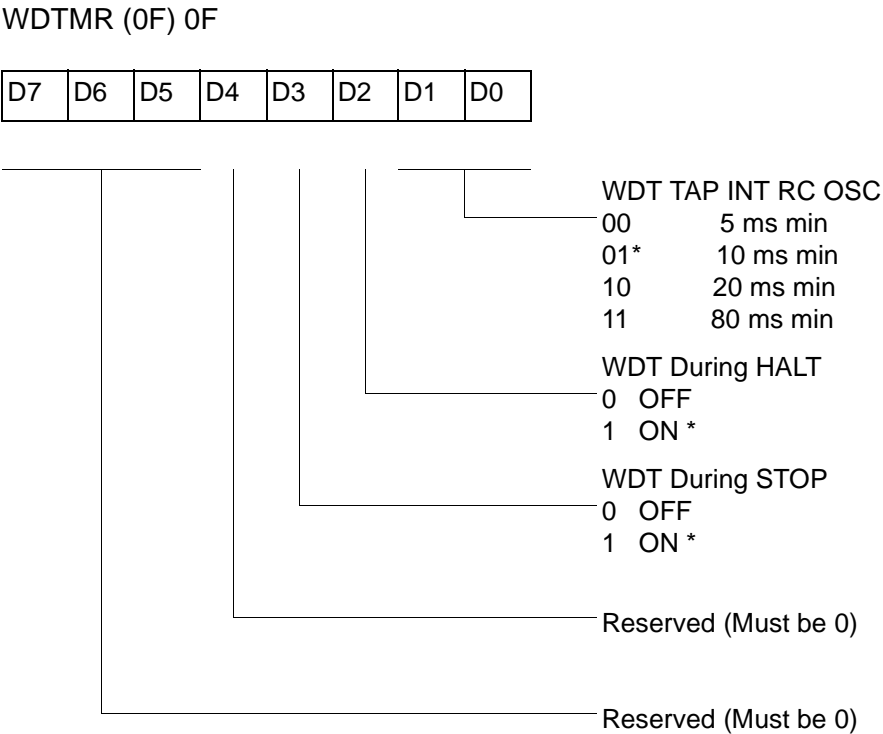 WDTMR (0F) 0F
D7 D6 D5 D4 D3 D2 D1 D0
WDT TAP INT RC OSC
00 5 ms min
01* 10 ms min
10 20 ms min
11 80 ms min
WDT During HALT
0 OFF
1 ON *
WDT During STOP
0 OFF
1 ON *
Reserved (Must be 0)
Reserved (Must be 0)